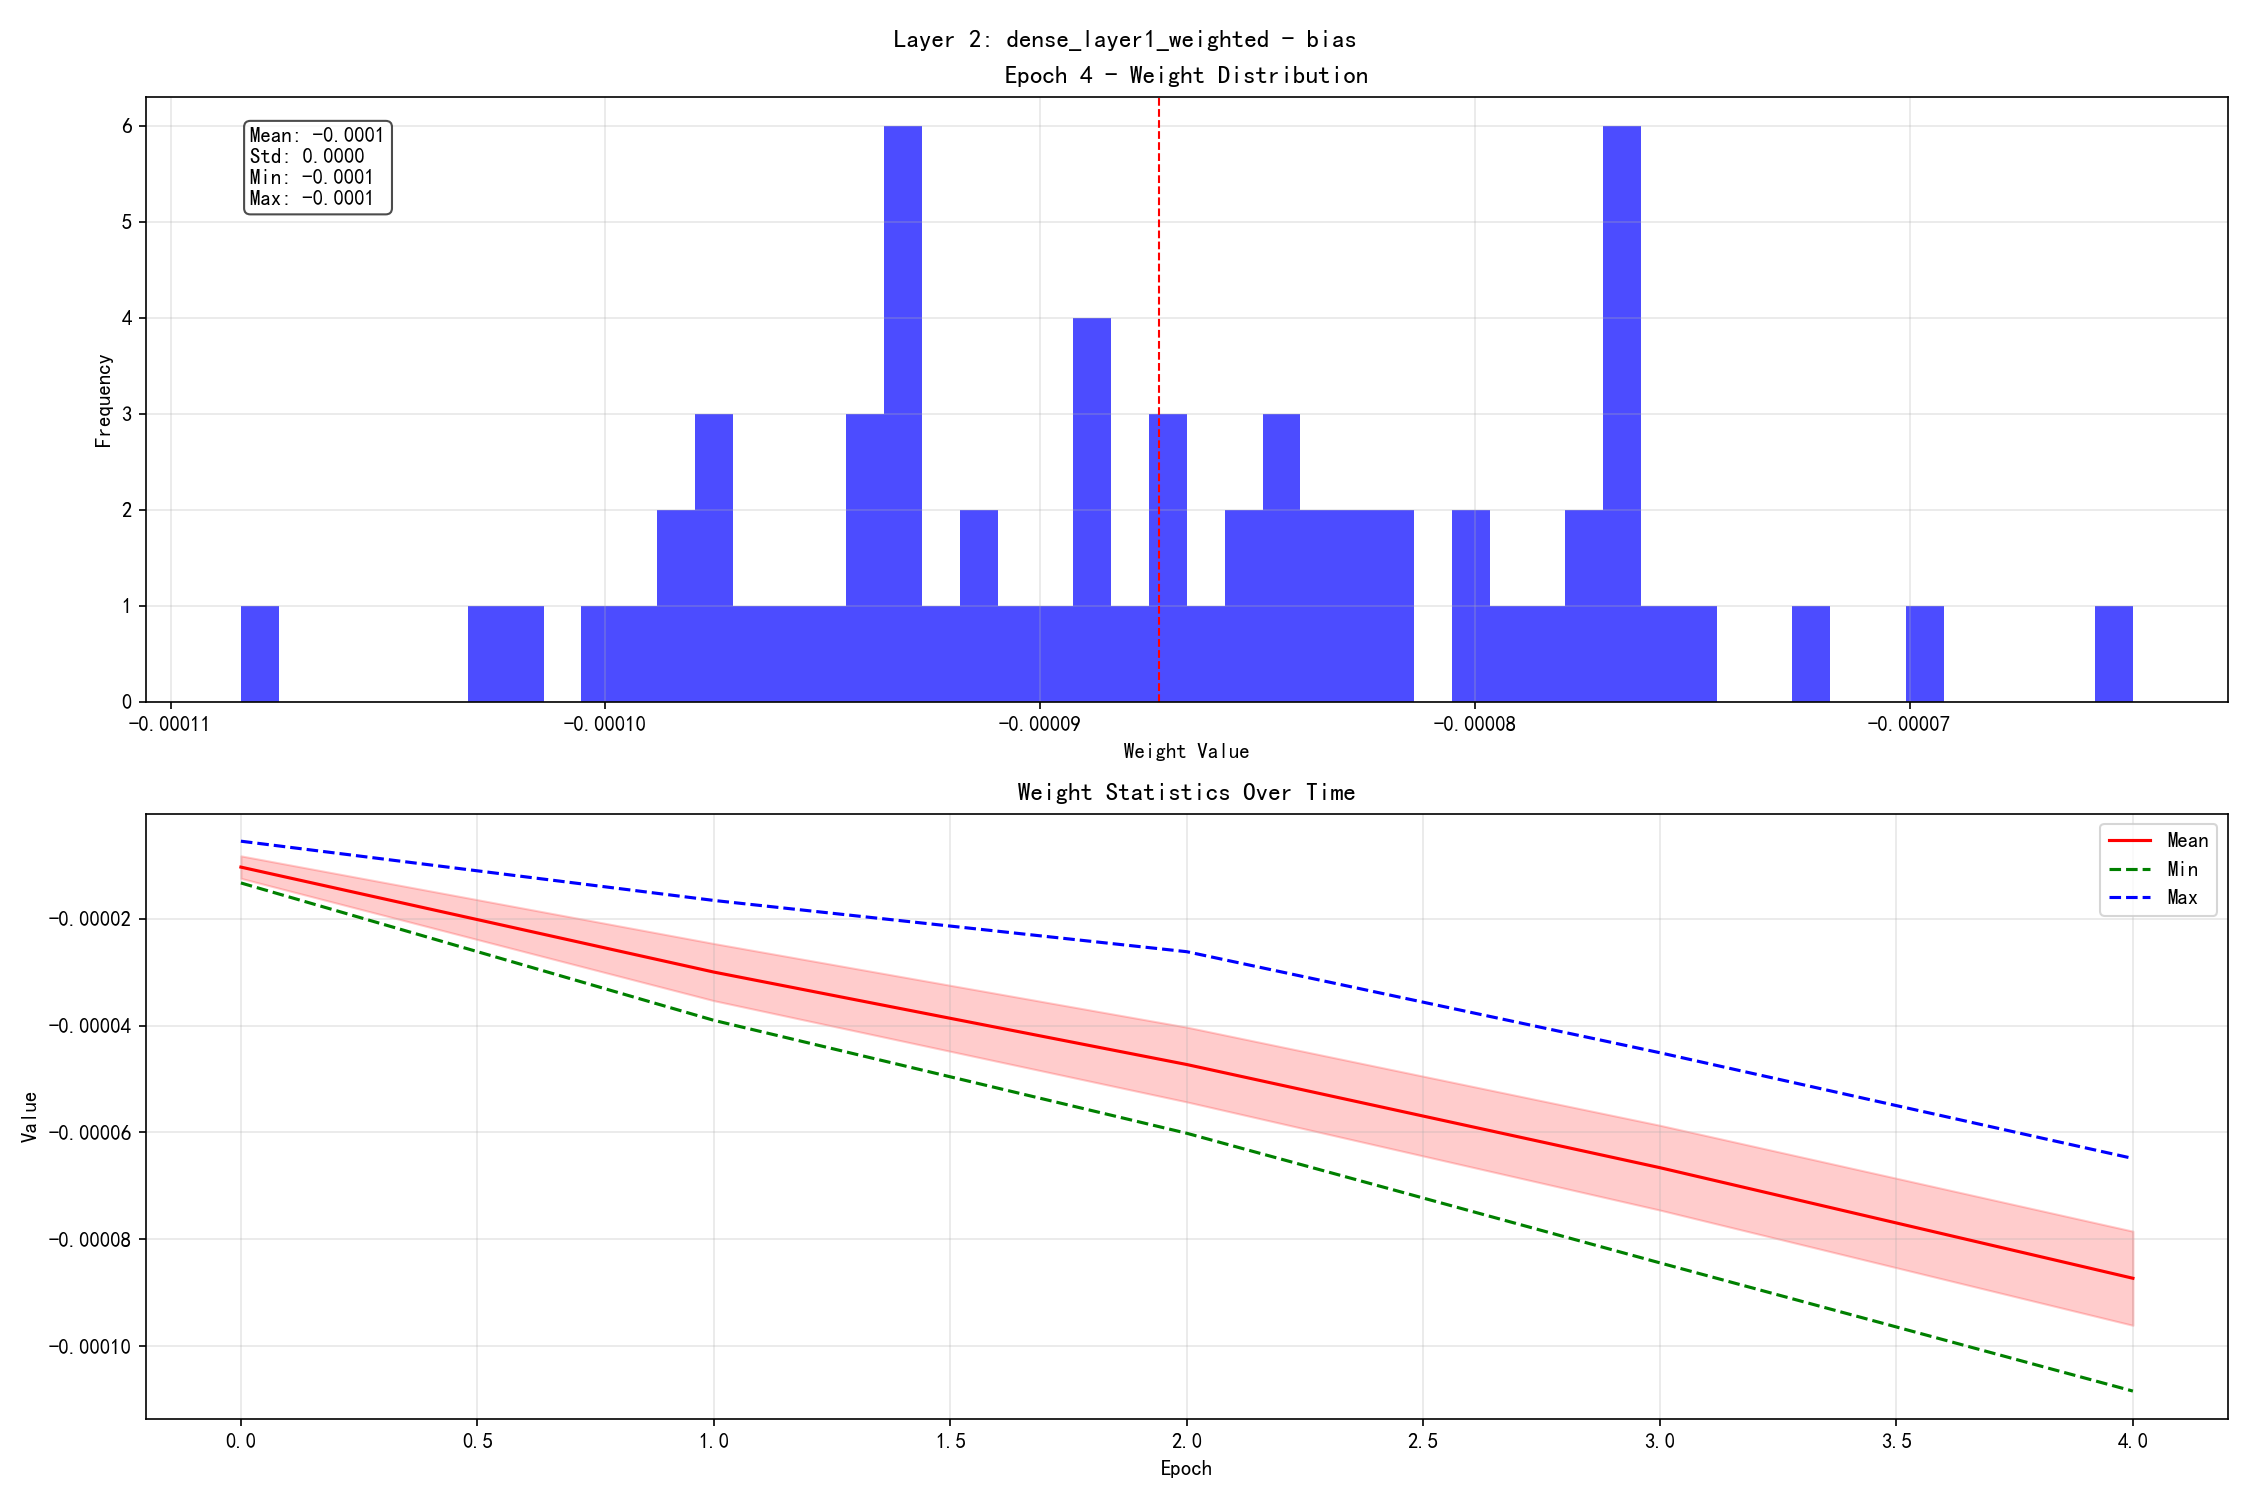 Layer 2: dense_layer1_weighted - bias
Epoch 4 - Weight Distribution
Mean: -0.0001
Std: 0.0000
Min: -0.0001
Max: -0.0001
Frequency
6
5
4
3
2
1
0
-0.00011 -0.00010 -0.00009 -0.00008 -0.00007
Weight Value
Weight Statistics Over Time
Mean
Min
Max
Value
-0.00002
-0.00004
-0.00006
-0.00008
-0.00010
0.0 0.5 1.0 1.5 2.0 2.5 3.0 3.5 4.0
Epoch